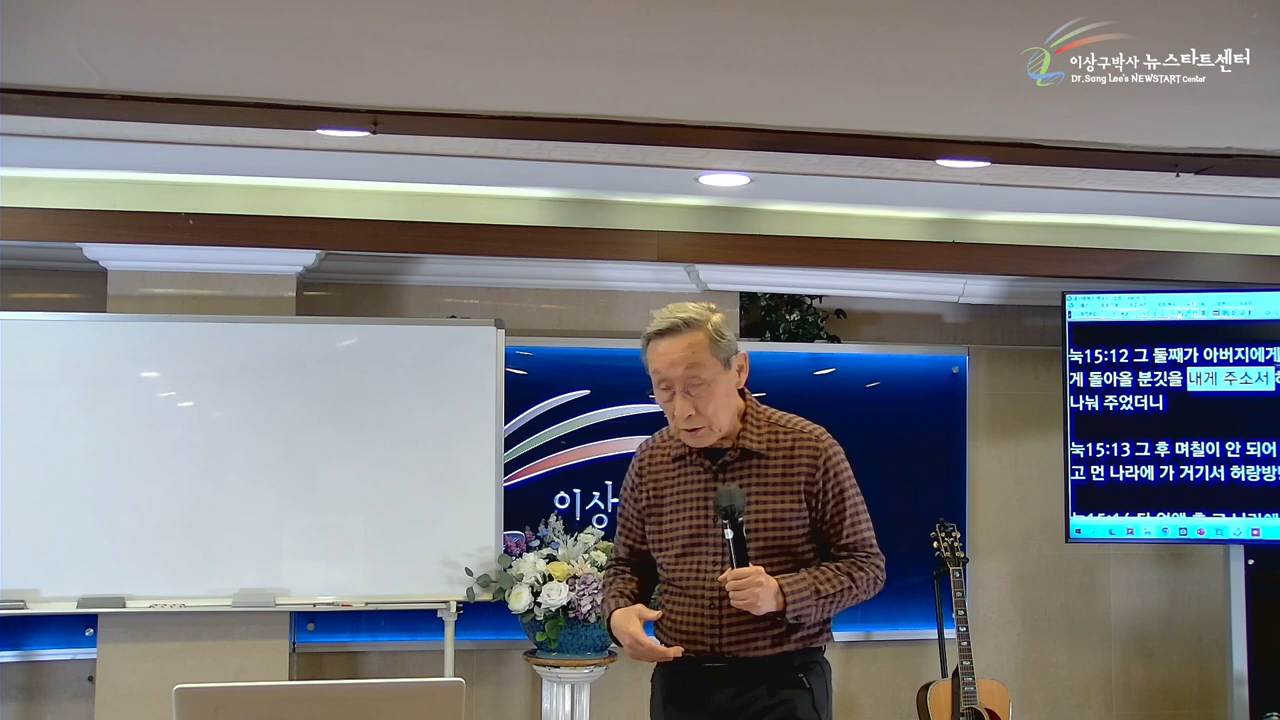 이상구박사 뉴스타트센터
Dr.Sang Lee's NEWSTART Center
이상
눅15:12 그 둘째가 아버지에게
게 돌아올 분깃을 내게 주소서
나눠 주었더니
눅15:13 그 후 며칠이 안 되어
고 먼 나라에 가 거기서 허랑방